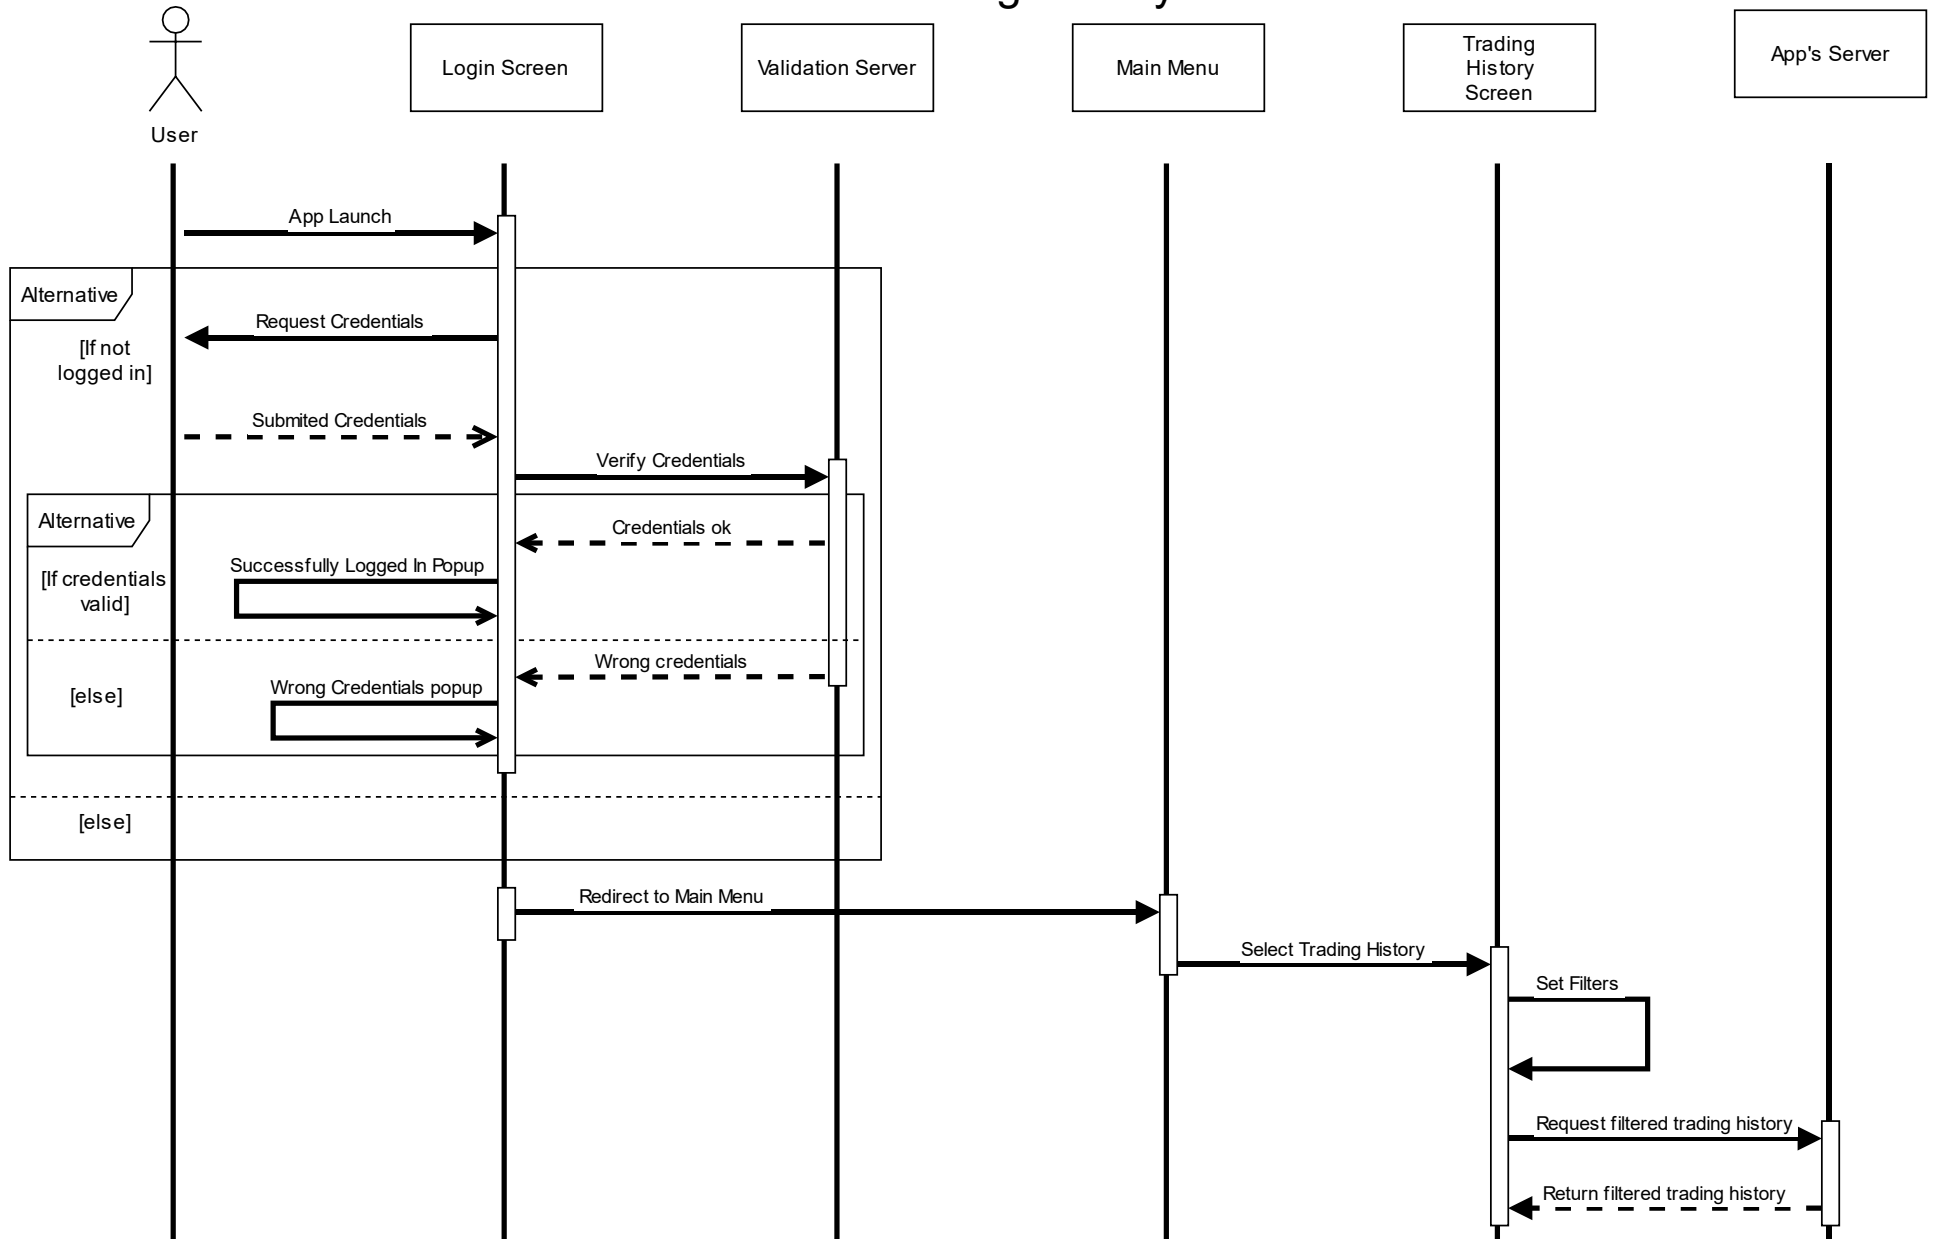 User
Login Screen
Validation Server
Main Menu
Trading
History
Screen
App's Server
App Launch
Alternative
Request Credentials
[If not
logged in]
Submited Credentials
Verify Credentials
Alternative
Credentials ok
Successfully Logged In Popup
[If credentials
valid]
Wrong credentials
Wrong Credentials popup
[else]
[else]
Redirect to Main Menu
Select Trading History
Set Filters
Request filtered trading history
Return filtered trading history